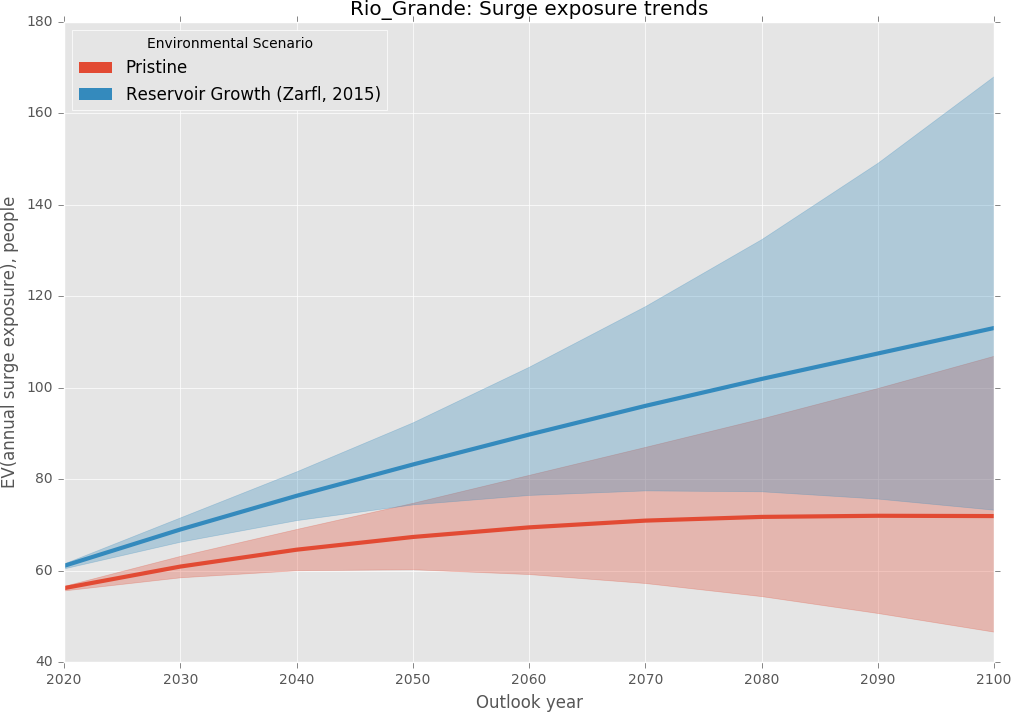 Rio_Grande: Surge exposure trends
Environmental Scenario
Pristine
Reservoir Growth (Zarfl, 2015)
EV(annual surge exposure), people
180
160
140
120
100
80
60
40
2020 2030 2040 2050 2060 2070 2080 2090 2100
Outlook year